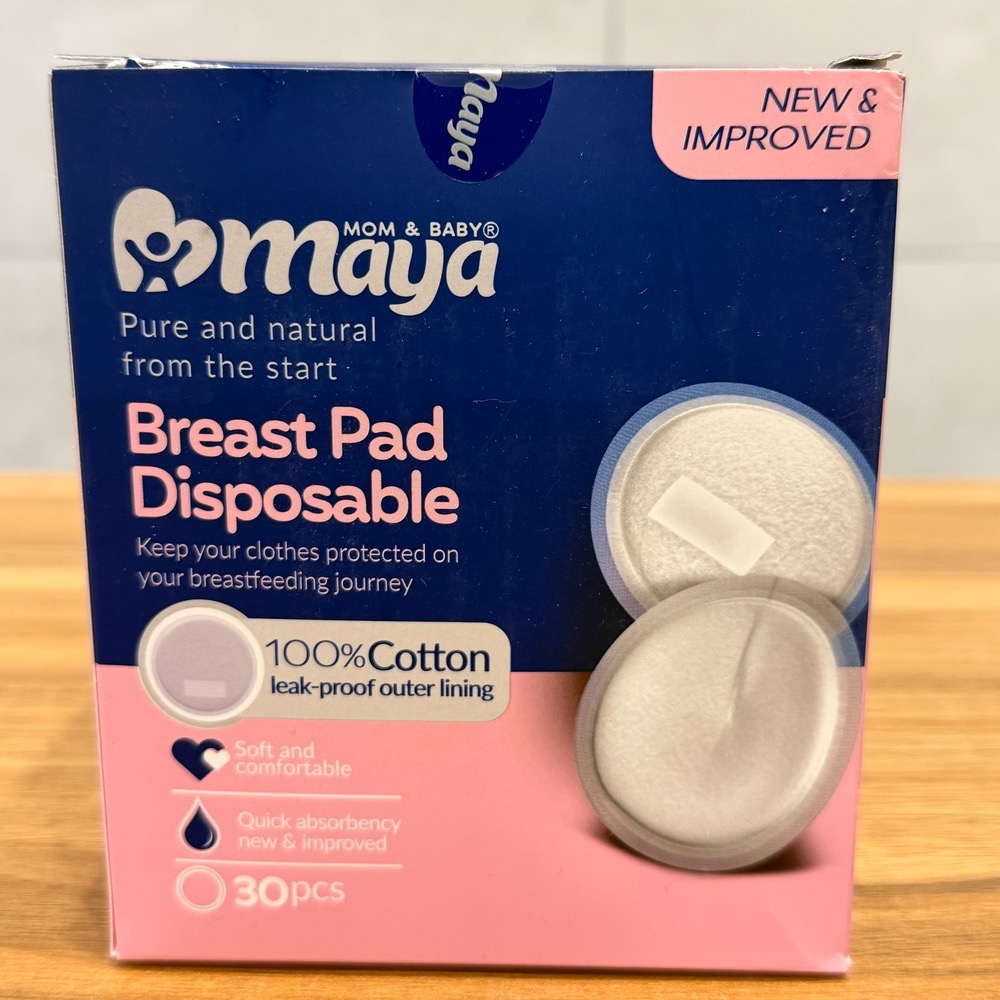 maya
NEW &
IMPROVED
MOM & BABY®
maya
Pure and natural
from the start
Breast Pad
Disposable
Keep your clothes protected on
your breastfeeding journey
100%Cotton
leak-proof outer lining
Soft and
comfortable
Quick absorbency
new & improved
30pcs